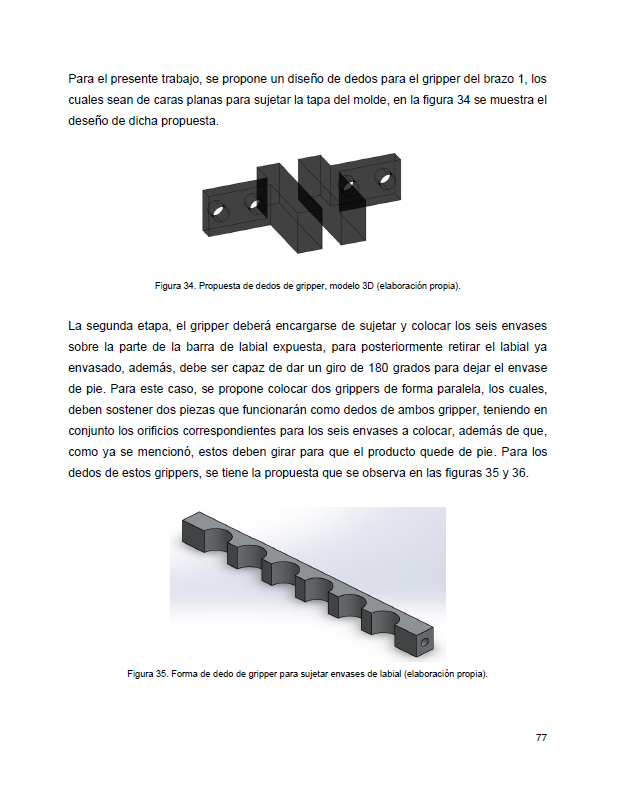 Para el presente trabajo, se propone un diseño de dedos para el gripper del brazo 1, los
cuales sean de caras planas para sujetar la tapa del molde, en la figura 34 se muestra el
deseño de dicha propuesta.
Figura 34. Propuesta de dedos de gripper, modelo 3D (elaboración propia).
La segunda etapa, el gripper deberá encargarse de sujetar y colocar los seis envases
sobre la parte de la barra de labial expuesta, para posteriormente retirar el labial ya
envasado, además, debe ser capaz de dar un giro de 180 grados para dejar el envase
de pie. Para este caso, se propone colocar dos grippers de forma paralela, los cuales,
deben sostener dos piezas que funcionarán como dedos de ambos gripper, teniendo en
conjunto los orificios correspondientes para los seis envases a colocar, además de que,
como ya se mencionó, estos deben girar para que el producto quede de pie. Para los
dedos de estos grippers, se tiene la propuesta que se observa en las figuras 35 y 36.
Figura 35. Forma de dedo de gripper para sujetar envases de labial (elaboración propia).
77